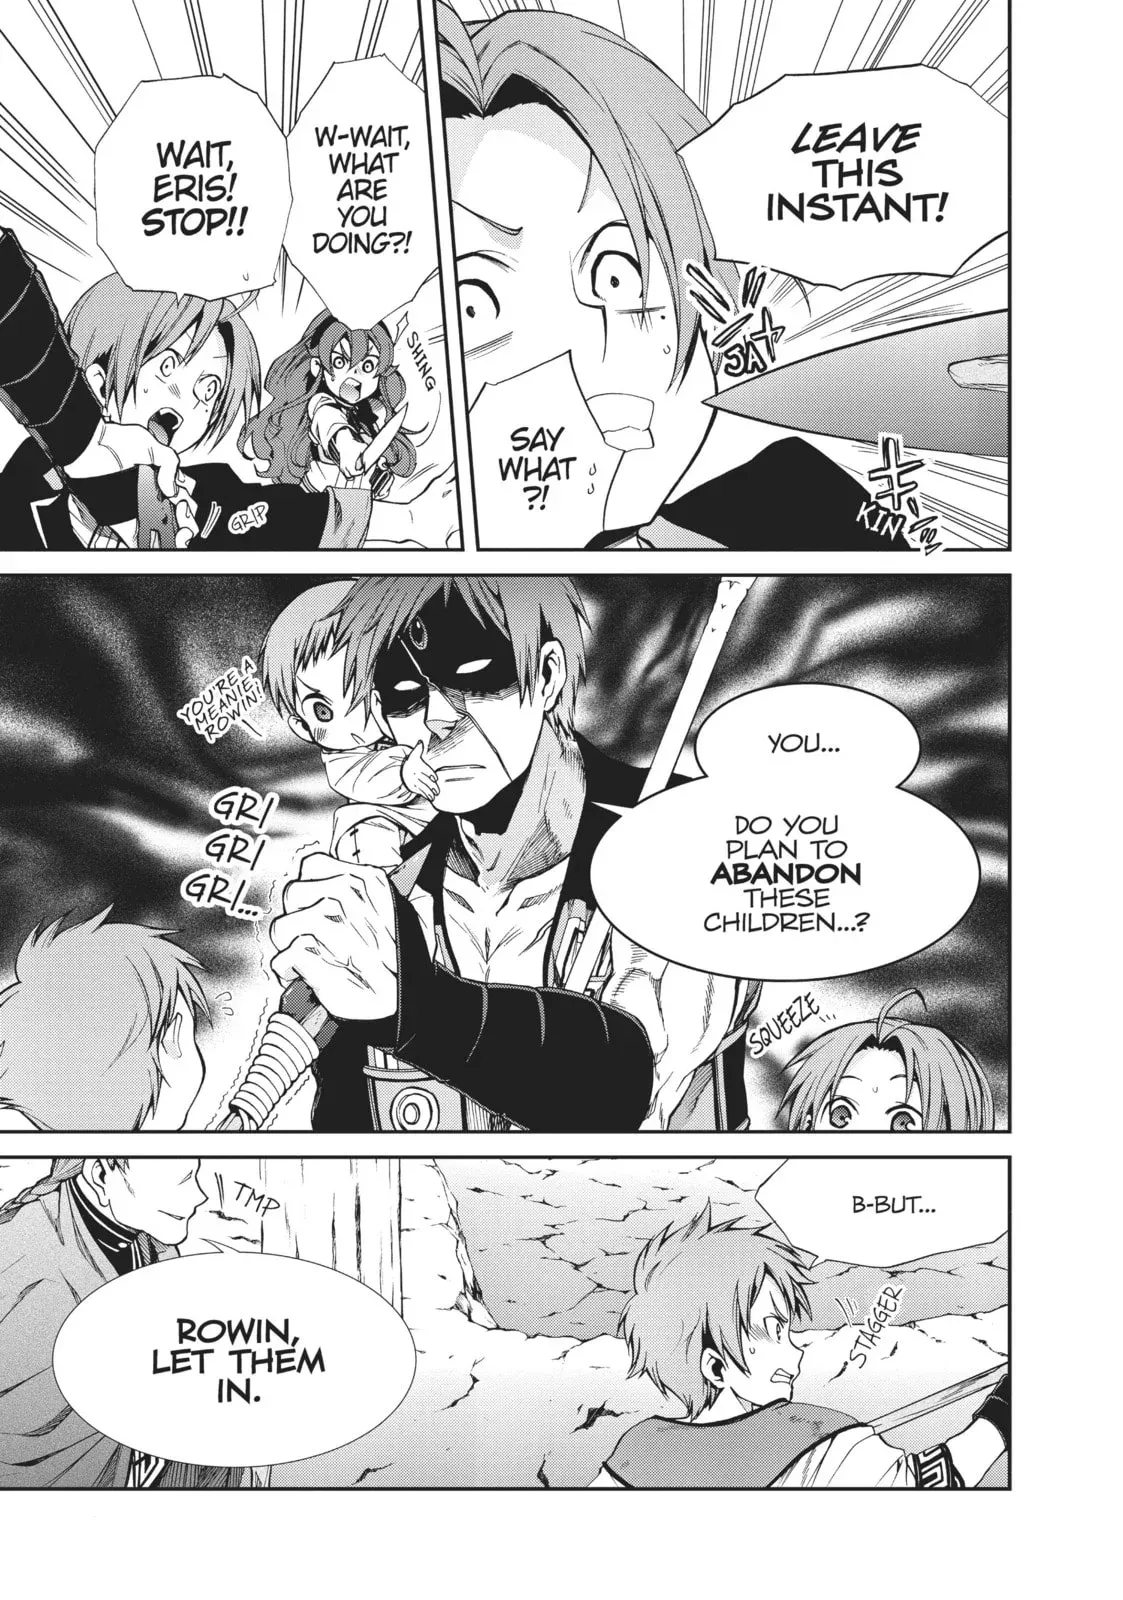 LEAVE
THIS
INSTANT!
JAT
KIN
SAY
WHAT
?!
W-WAIT,
WHAT
ARE
YOU
DOING?!
SHING
WAIT,
ERIS!
STOP!!
GRIP
YOU...
DO YOU
PLAN TO
ABANDON
THESE
CHILDREN...?
YOU'RE A
MEANIE,
ROWIN!
GRI
GRI
GRI...
SQUEEZE
B-BUT...
STAGGER
TMP
ROWIN,
LET THEM
IN.